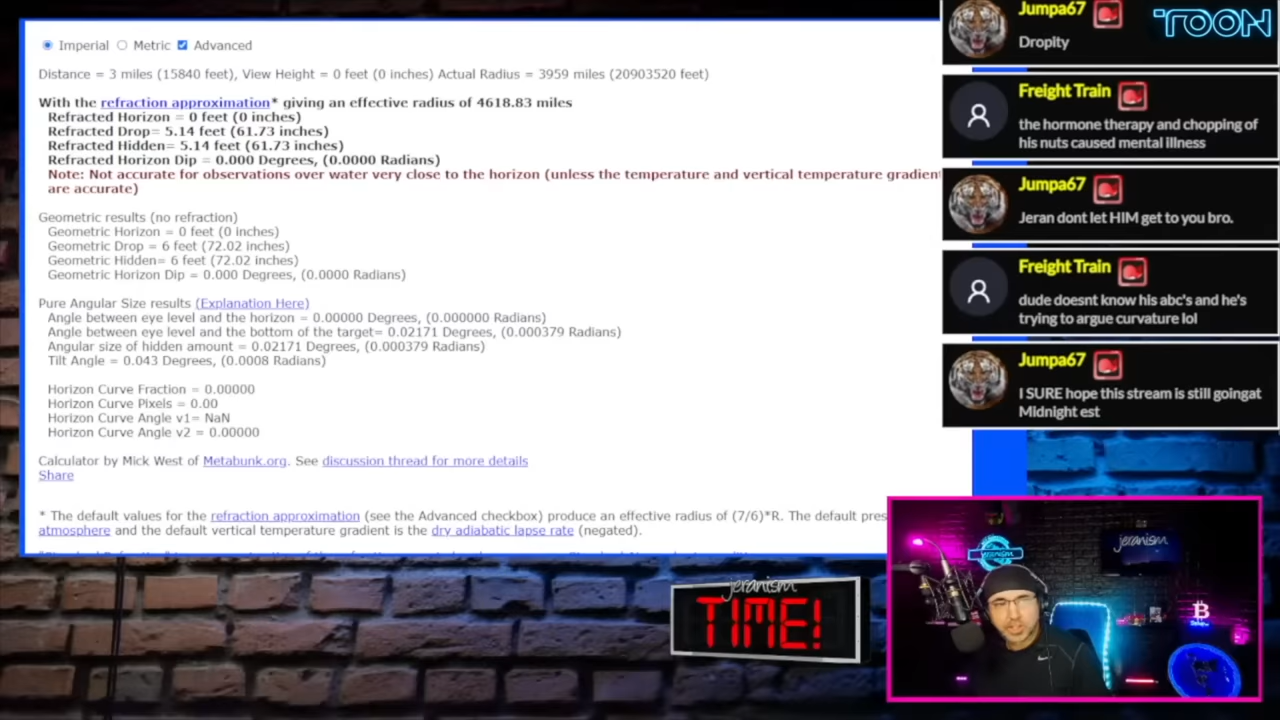 Imperial Metric Advanced
Distance = 3 miles (15840 feet), View Height = 0 feet (0 inches) Actual Radius = 3959 miles (20903520 feet)
With the refraction approximation* giving an effective radius of 4618.83 miles
Refracted Horizon = 0 feet (0 inches)
Refracted Drop= 5.14 feet (61.73 inches)
Refracted Hidden= 5.14 feet (61.73 inches)
Refracted Horizon Dip = 0.000 Degrees, (0.0000 Radians)
Note: Not accurate for observations over water very close to the horizon (unless the temperature and vertical temperature gradient
are accurate)
Geometric results (no refraction)
Geometric Horizon = 0 feet (0 inches)
Geometric Drop = 6 feet (72.02 inches)
Geometric Hidden= 6 feet (72.02 inches)
Geometric Horizon Dip = 0.000 Degrees, (0.0000 Radians)
Pure Angular Size results (Explanation Here)
Angle between eye level and the horizon = 0.00000 Degrees, (0.000000 Radians)
Angle between eye level and the bottom of the target= 0.02171 Degrees, (0.000379 Radians)
Angular size of hidden amount = 0.02171 Degrees, (0.000379 Radians)
Tilt Angle = 0.043 Degrees, (0.0008 Radians)
Horizon Curve Fraction = 0.00000
Horizon Curve Pixels = 0.00
Horizon Curve Angle v1= NaN
Horizon Curve Angle v2 = 0.00000
Calculator by Mick West of Metabunk.org. See discussion thread for more details
Share
* The default values for the refraction approximation (see the Advanced checkbox) produce an effective radius of (7/6)*R. The default pres
atmosphere and the default vertical temperature gradient is the dry adiabatic lapse rate (negated).
Jumpa67
TOON
Dropity
Freight Train
the hormone therapy and chopping of
his nuts caused mental illness
Jumpa67
Jeran dont let HIM get to you bro.
Freight Train
dude doesnt know his abc's and he's
trying to argue curvature lol
Jumpa67
I SURE hope this stream is still goingat
Midnight est
jeranism
TIME!
jeranism
jeranism